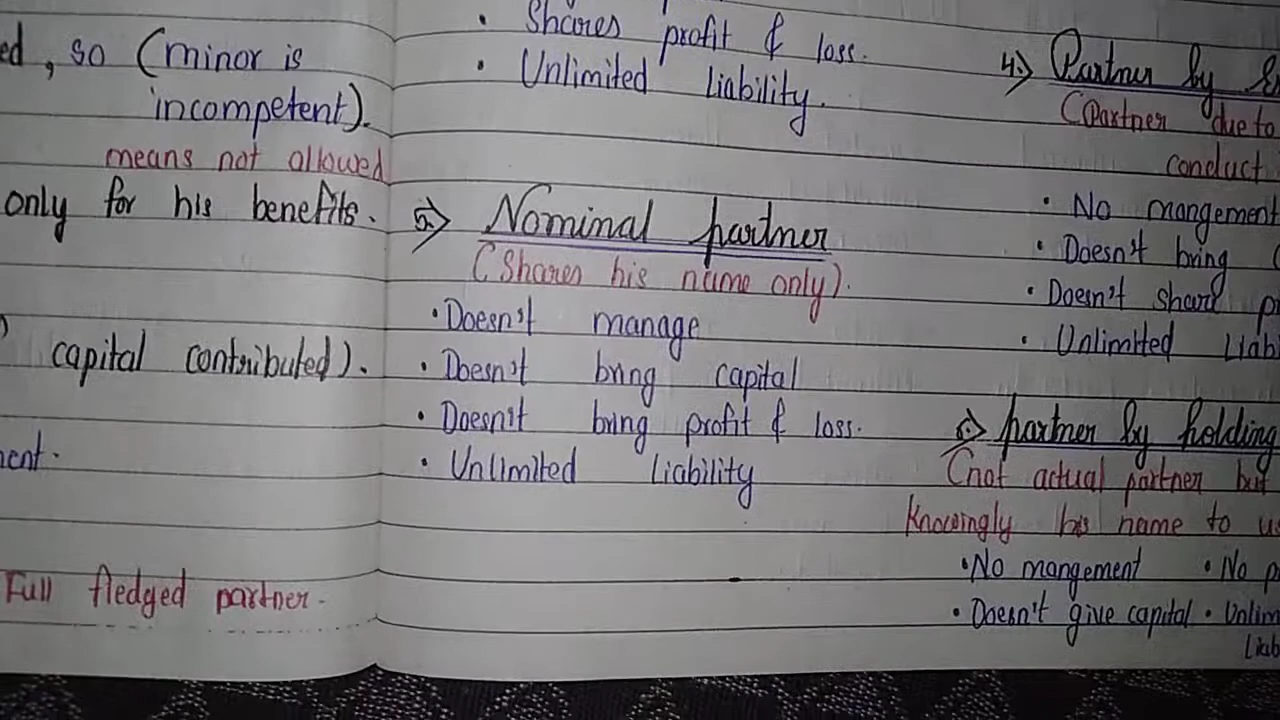 ed, so (minor is
incompetent).
means not allowed
only for his benefits.
capital contributed).
ment.
Full fledged partner.
• Shares profit & loss.
• Unlimited liability.
5) Nominal partner
(Shares his name only).
• Doesn't manage
• Doesn't bring capital
• Doesn't bring profit & loss.
• Unlimited liability
4) Partner by
(Partner due to
conduct
• No mangement
• Doesn't bring
• Doesn't share p
• Unlimited Liab
6) partner by holding
(not actual partner but
knowingly his name to u
• No mangement • No p
• Doesn't give capital • Unlim
Liab